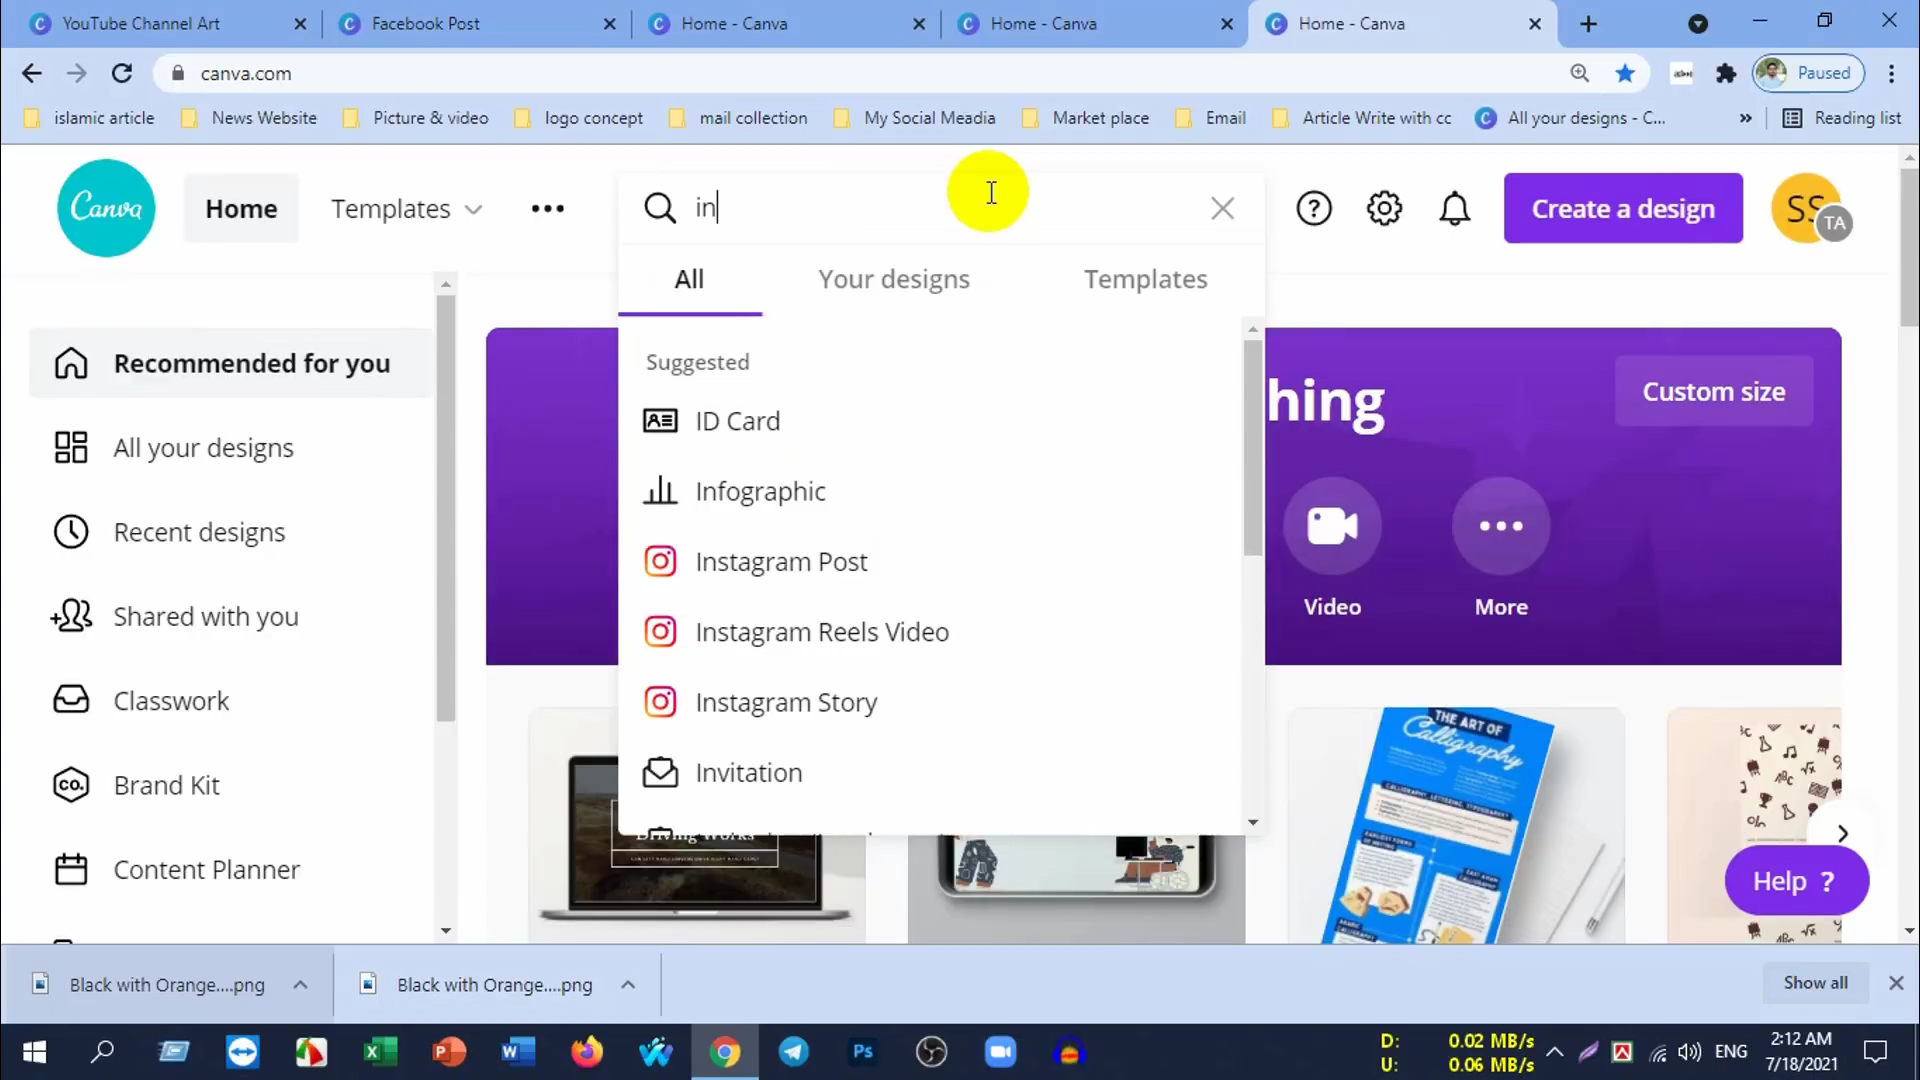 YouTube Channel Art
Facebook Post
Home - Canva
Home - Canva
Home - Canva
canva.com
Paused
islamic article
News Website
Picture & video
logo concept
mail collection
My Social Meadia
Market place
Email
Article Write with cc
All your designs - C...
»
Reading list
Canva
Home
Templates
in
Create a design
SS
TA
All
Your designs
Templates
Recommended for you
All your designs
Recent designs
Shared with you
Classwork
Brand Kit
CO.
Content Planner
Suggested
ID Card
Infographic
Instagram Post
Instagram Reels Video
Instagram Story
Invitation
hing
Custom size
Video
More
Driving Works
THE ART OF
Calligraphy
Help ?
Black with Orange....png
Black with Orange....png
Show all
D: 0.02 MB/s
U: 0.06 MB/s
ENG
2:12 AM
7/18/2021